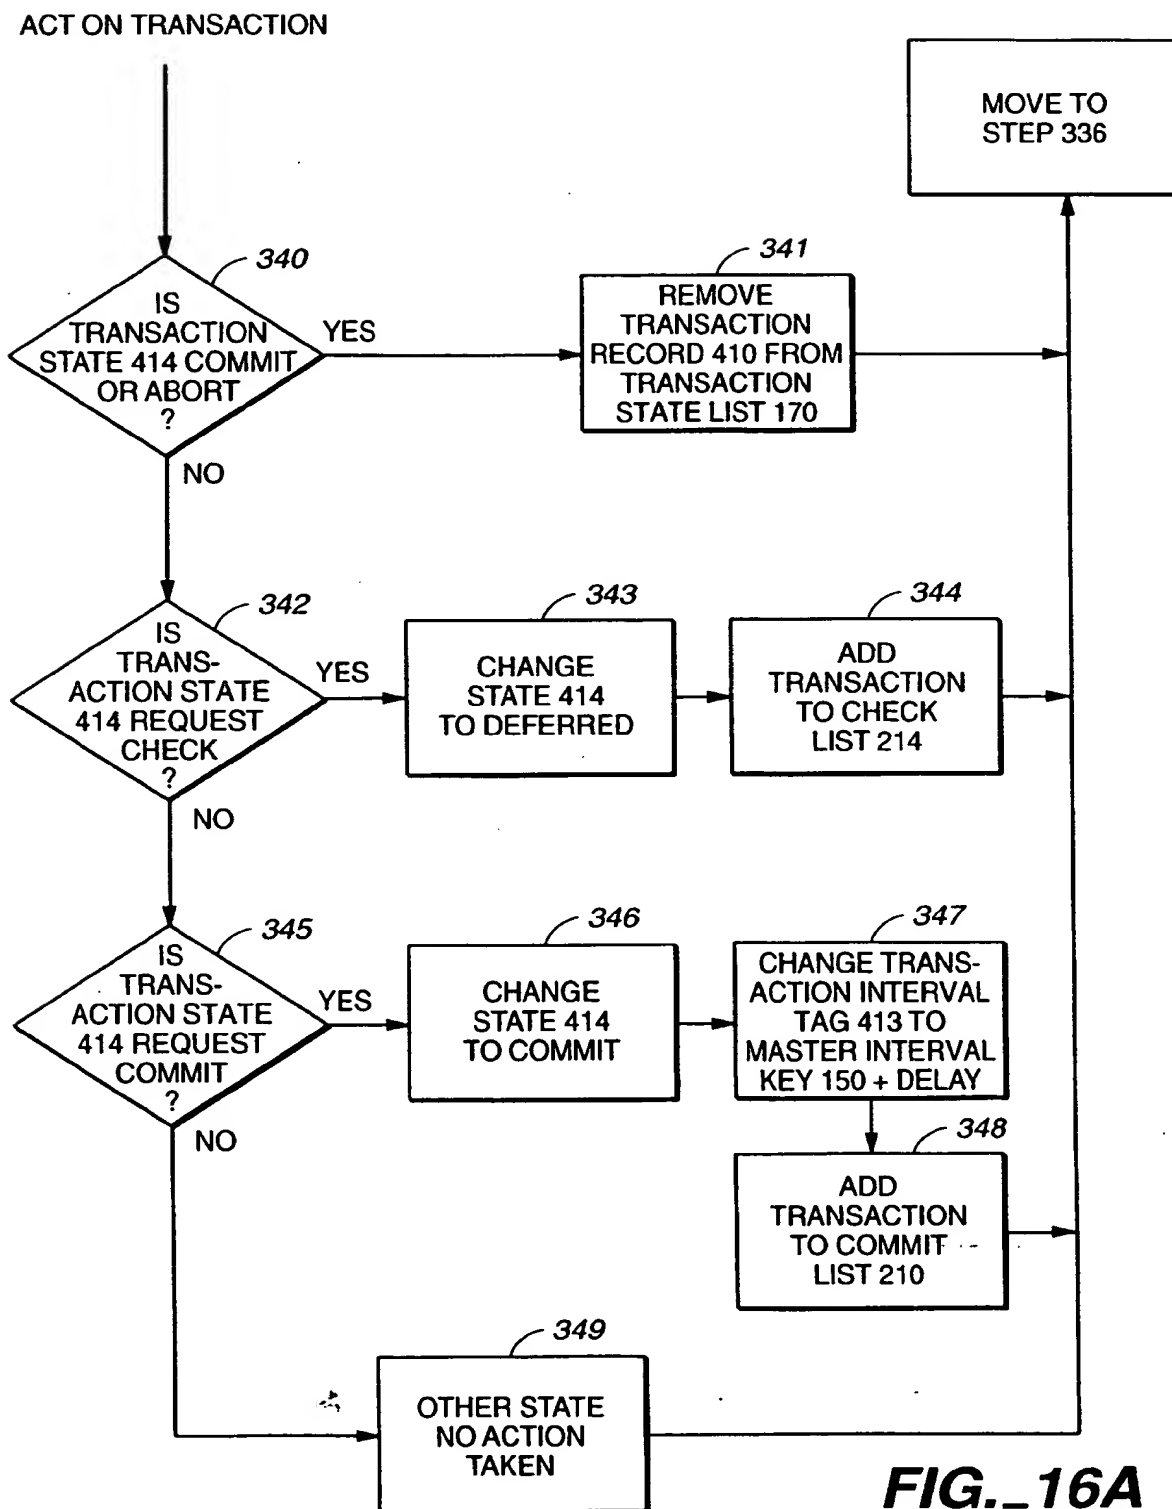 ACT ON TRANSACTION
MOVE TO
STEP 336
340
IS
TRANSACTION
STATE 414 COMMIT
OR ABORT
?
YES
NO
341
REMOVE
TRANSACTION
RECORD 410 FROM
TRANSACTION
STATE LIST 170
342
IS
TRANS-
ACTION STATE
414 REQUEST
CHECK
?
YES
NO
343
CHANGE
STATE 414
TO DEFERRED
344
ADD
TRANSACTION
TO CHECK
LIST 214
345
IS
TRANS-
ACTION STATE
414 REQUEST
COMMIT
?
YES
NO
346
CHANGE
STATE 414
TO COMMIT
347
CHANGE TRANS-
ACTION INTERVAL
TAG 413 TO
MASTER INTERVAL
KEY 150 + DELAY
348
ADD
TRANSACTION
TO COMMIT
LIST 210
349
OTHER STATE
NO ACTION
TAKEN
FIG._16A